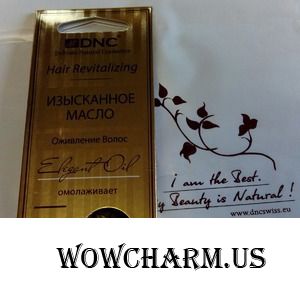 DNC
Hair Revitalizing
ИЗЫСКАННОЕ
МАСЛО
Оживление Волос
Elegant Oil
омолаживает
i am the Best.
y Beauty is Natural !
www.dncswiss.eu
WOWCHARM.US